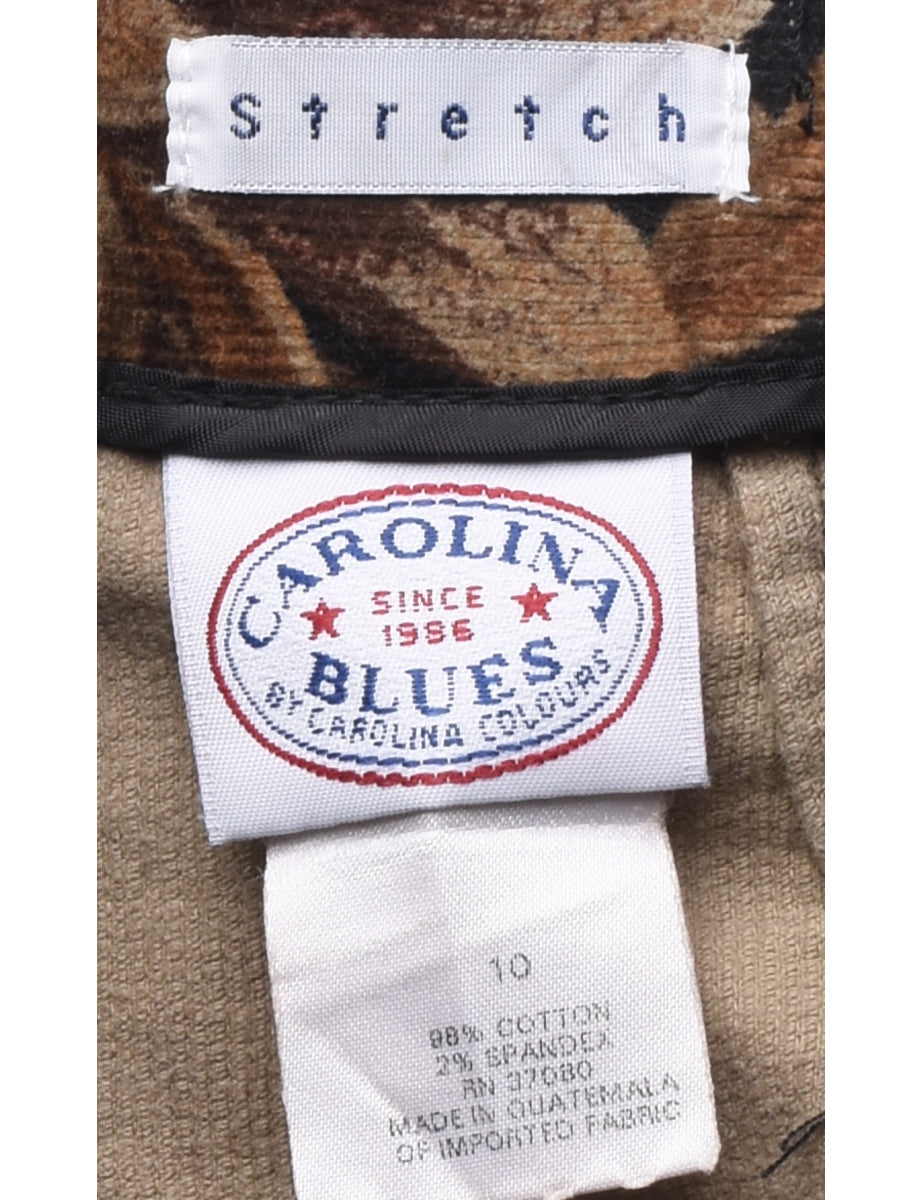 Stretch
CAROLINA
SINCE
1996
BLUES
BY CAROLINA COLOURS
10
98% COTTON
2% SPANDEX
RN 37080
MADE IN GUATEMALA
OF IMPORTED FABRIC